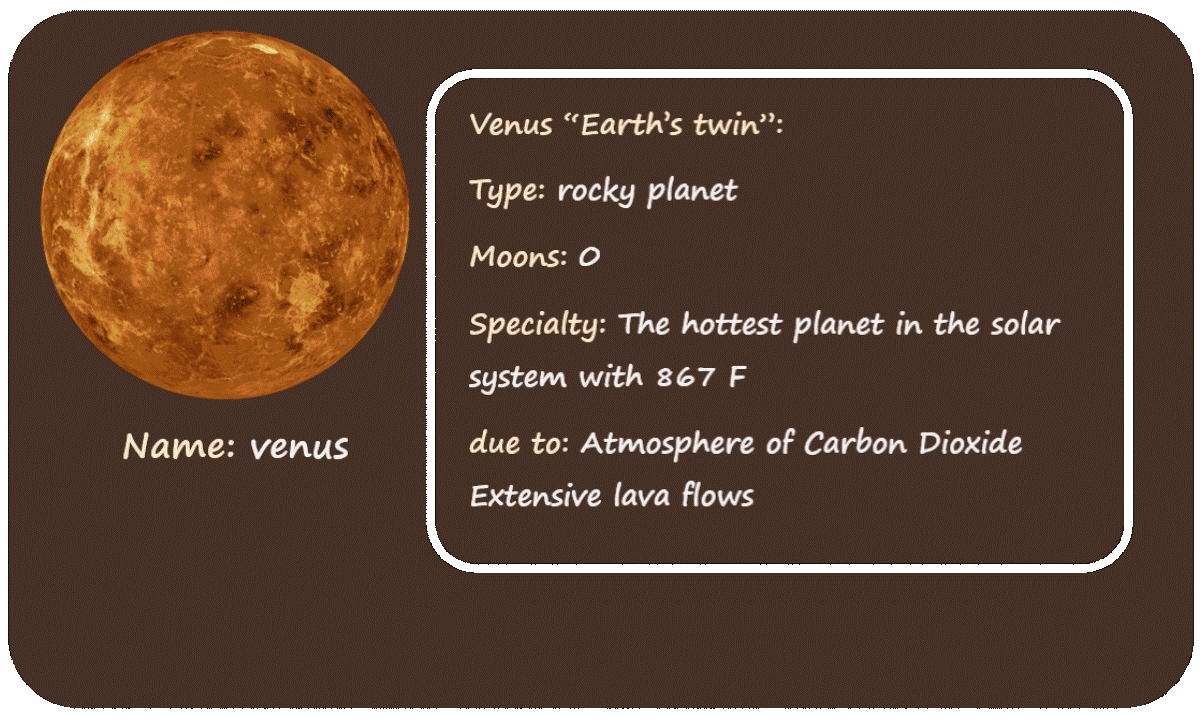 Venus “Earth’s twin”:
Type: rocky planet
Moons: 0
Specialty: The hottest planet in the solar
system with 867 F
due to: Atmosphere of Carbon Dioxide
Extensive lava flows
Name: venus